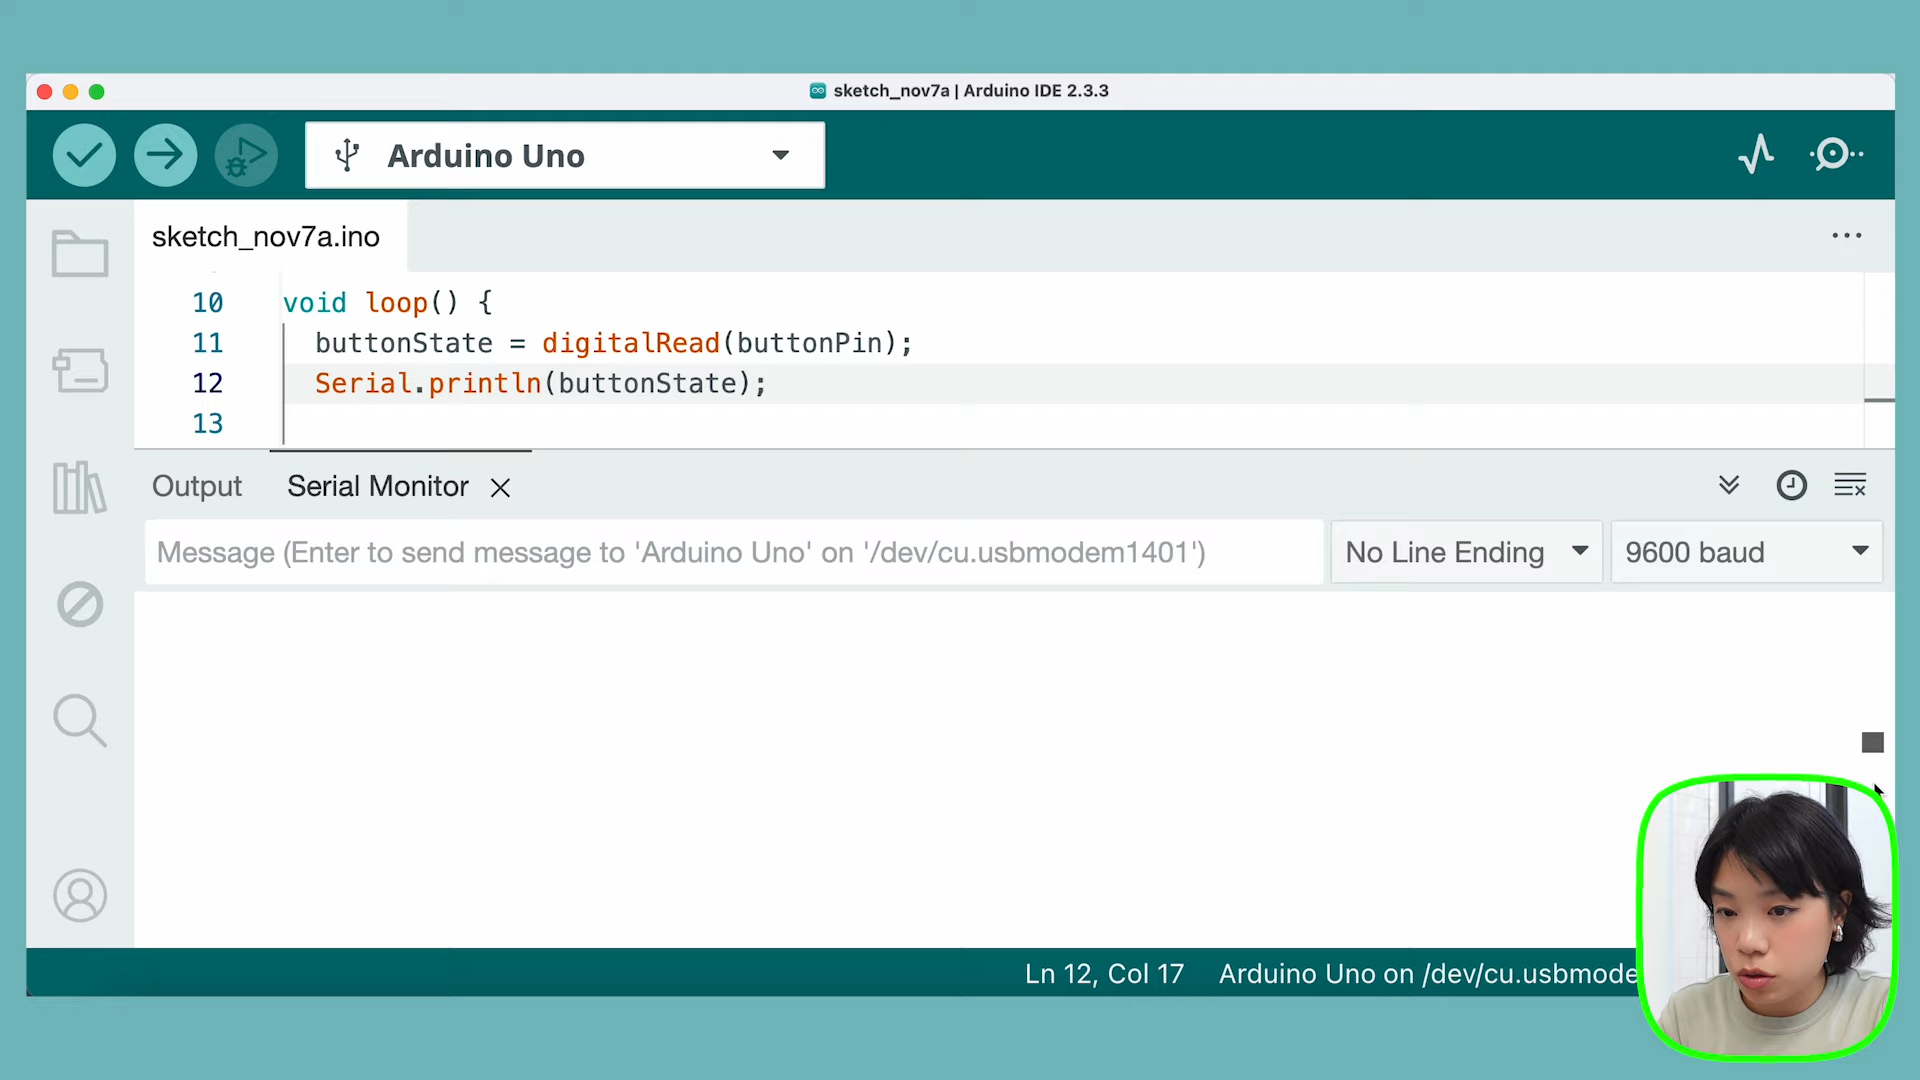 sketch_nov7a | Arduino IDE 2.3.3
Arduino Uno
sketch_nov7a.ino
10 void loop() {
11 buttonState = digitalRead(buttonPin);
12 Serial.println(buttonState);
13
Output Serial Monitor
Message (Enter to send message to 'Arduino Uno' on '/dev/cu.usbmodem1401') No Line Ending 9600 baud
Ln 12, Col 17 Arduino Uno on /dev/cu.usbmode